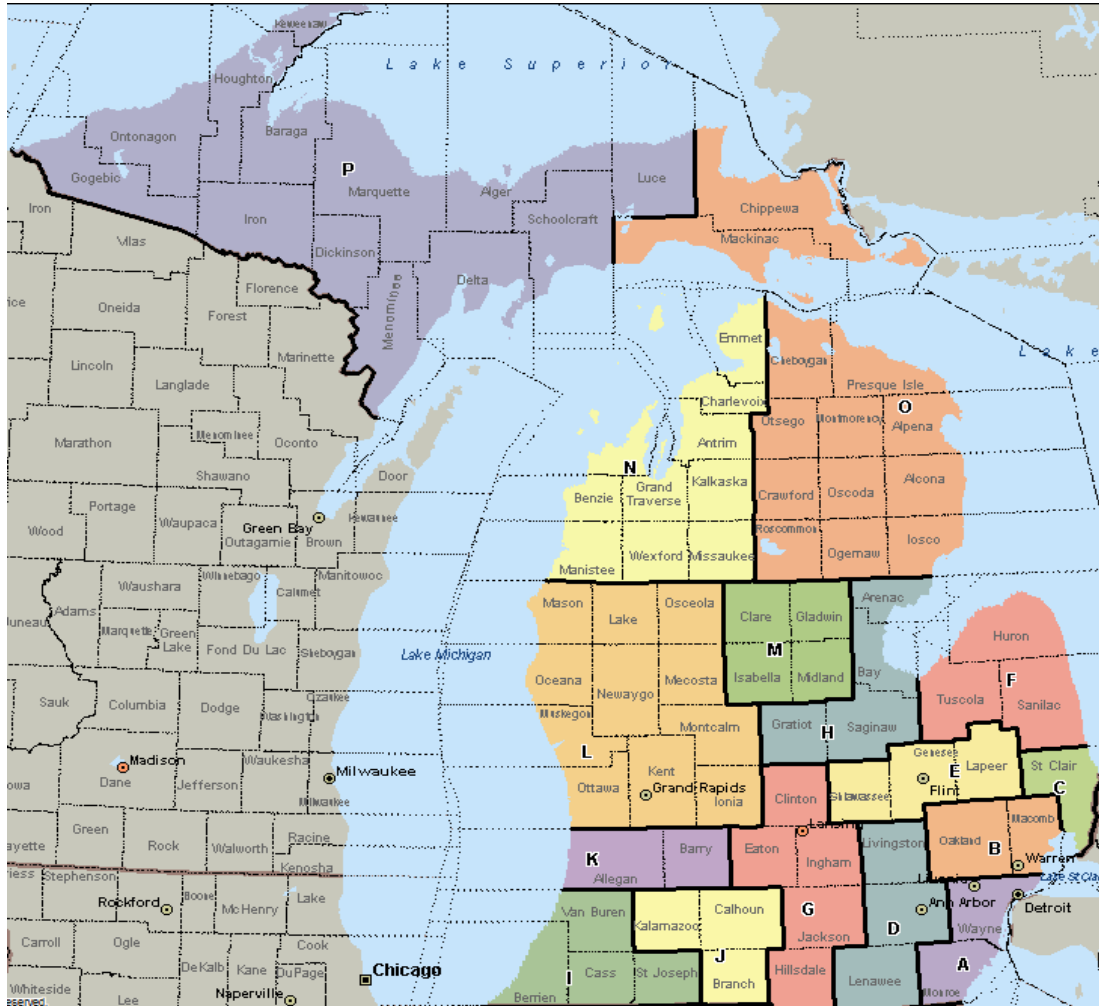 Keweenaw
Lake Superior
Houghton
Ontonagon
Baraga
P
Gogebic
Marquette
Alger
Luce
Iron
Iron
Schoolcraft
Chippewa
Vilas
Dickinson
Mackinac
Delta
Florence
Menominee
Oneida
Forest
Emmet
Marinette
Lake
Cheboygan
Lincoln
Langlade
Presque Isle
Charlevoix
O
Otsego
Montmorency
Alpena
Menominee
Marathon
Oconto
Antrim
Door
N
Shawano
Kalkaska
Alcona
Grand
Traverse
Benzie
Crawford
Oscoda
Portage
Waupaca
Wood
Green Bay
Kewaunee
Roscommon
Outagamie
Brown
Iosco
Ogemaw
Wexford
Missaukee
Manistee
Winnebago
Manitowoc
Waushara
Calumet
Arenac
Mason
Osceola
Adams
Lake
Clare
Gladwin
Juneau
Marquette
Green
Lake
Huron
Fond Du Lac
Sheboygan
Lake Michigan
M
Bay
Oceana
Mecosta
Isabella
Midland
F
Newaygo
Tuscola
Sauk
Columbia
Dodge
Ozaukee
Washington
Muskegon
Sanilac
Montcalm
Gratiot
Saginaw
H
L
Genesee
Waukesha
Madison
Dane
Milwaukee
Kent
E
Lapeer
St Clair
Flint
Jefferson
Ottawa
Grand Rapids
Shiawassee
C
Milwaukee
Ionia
Clinton
Macomb
Green
Lansing
Racine
Rock
Walworth
Livingston
Oakland
B
Kenosha
K
Barry
Eaton
Ingham
Warren
Allegan
Lake St Cla
Stephenson
Boone
Lake
McHenry
Rockford
Van Buren
Calhoun
Kalamazoo
G
Ann Arbor
Detroit
D
Wayne
Carroll
Ogle
Cook
Jackson
J
DeKalb
Kane
DuPage
Chicago
Cass
St Joseph
I
Branch
Hillsdale
Lenawee
A
Whiteside
Lee
Naperville
Berrien
Monroe
eserved.